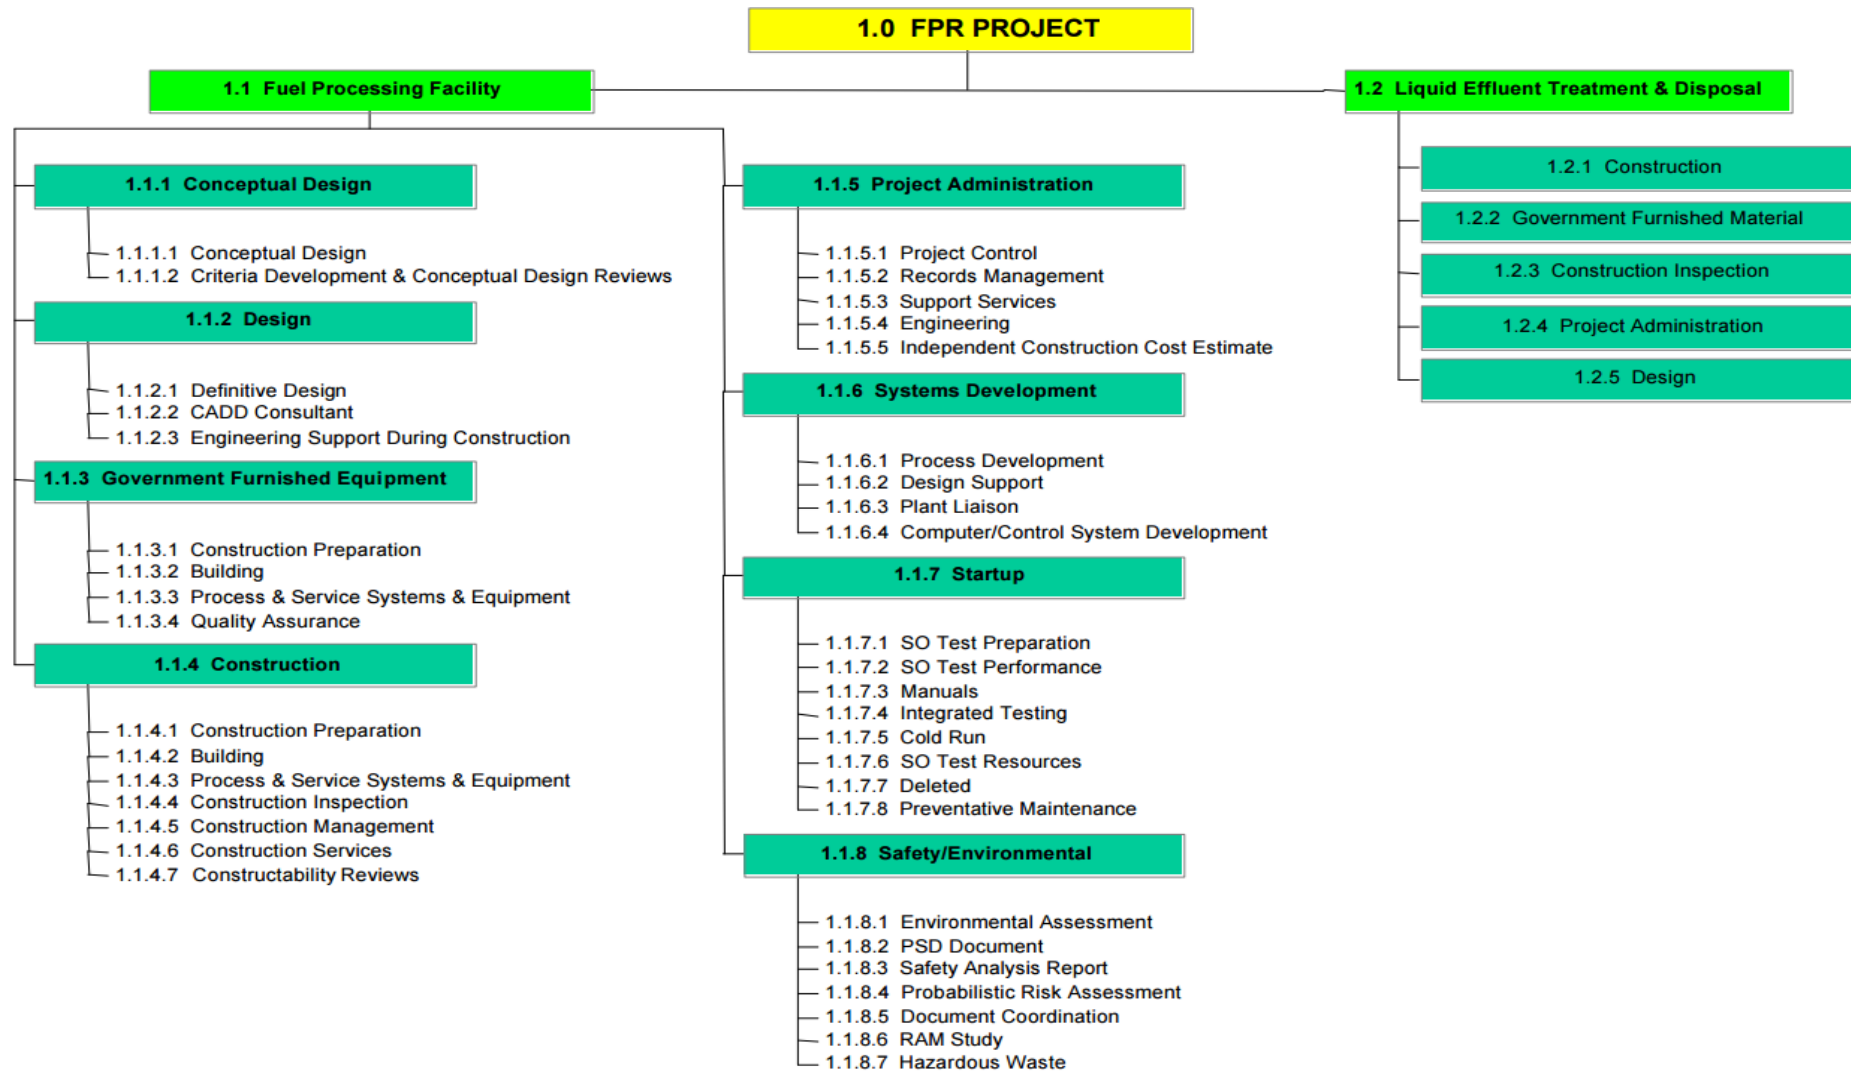 1.0 FPR PROJECT
1.1 Fuel Processing Facility
1.1.1 Conceptual Design
1.1.1.1 Conceptual Design
1.1.1.2 Criteria Development & Conceptual Design Reviews
1.1.2 Design
1.1.2.1 Definitive Design
1.1.2.2 CADD Consultant
1.1.2.3 Engineering Support During Construction
1.1.3 Government Furnished Equipment
1.1.3.1 Construction Preparation
1.1.3.2 Building
1.1.3.3 Process & Service Systems & Equipment
1.1.3.4 Quality Assurance
1.1.4 Construction
1.1.4.1 Construction Preparation
1.1.4.2 Building
1.1.4.3 Process & Service Systems & Equipment
1.1.4.4 Construction Inspection
1.1.4.5 Construction Management
1.1.4.6 Construction Services
1.1.4.7 Constructability Reviews
1.1.5 Project Administration
1.1.5.1 Project Control
1.1.5.2 Records Management
1.1.5.3 Support Services
1.1.5.4 Engineering
1.1.5.5 Independent Construction Cost Estimate
1.1.6 Systems Development
1.1.6.1 Process Development
1.1.6.2 Design Support
1.1.6.3 Plant Liaison
1.1.6.4 Computer/Control System Development
1.1.7 Startup
1.1.7.1 SO Test Preparation
1.1.7.2 SO Test Performance
1.1.7.3 Manuals
1.1.7.4 Integrated Testing
1.1.7.5 Cold Run
1.1.7.6 SO Test Resources
1.1.7.7 Deleted
1.1.7.8 Preventative Maintenance
1.1.8 Safety/Environmental
1.1.8.1 Environmental Assessment
1.1.8.2 PSD Document
1.1.8.3 Safety Analysis Report
1.1.8.4 Probabilistic Risk Assessment
1.1.8.5 Document Coordination
1.1.8.6 RAM Study
1.1.8.7 Hazardous Waste
1.2 Liquid Effluent Treatment & Disposal
1.2.1 Construction
1.2.2 Government Furnished Material
1.2.3 Construction Inspection
1.2.4 Project Administration
1.2.5 Design